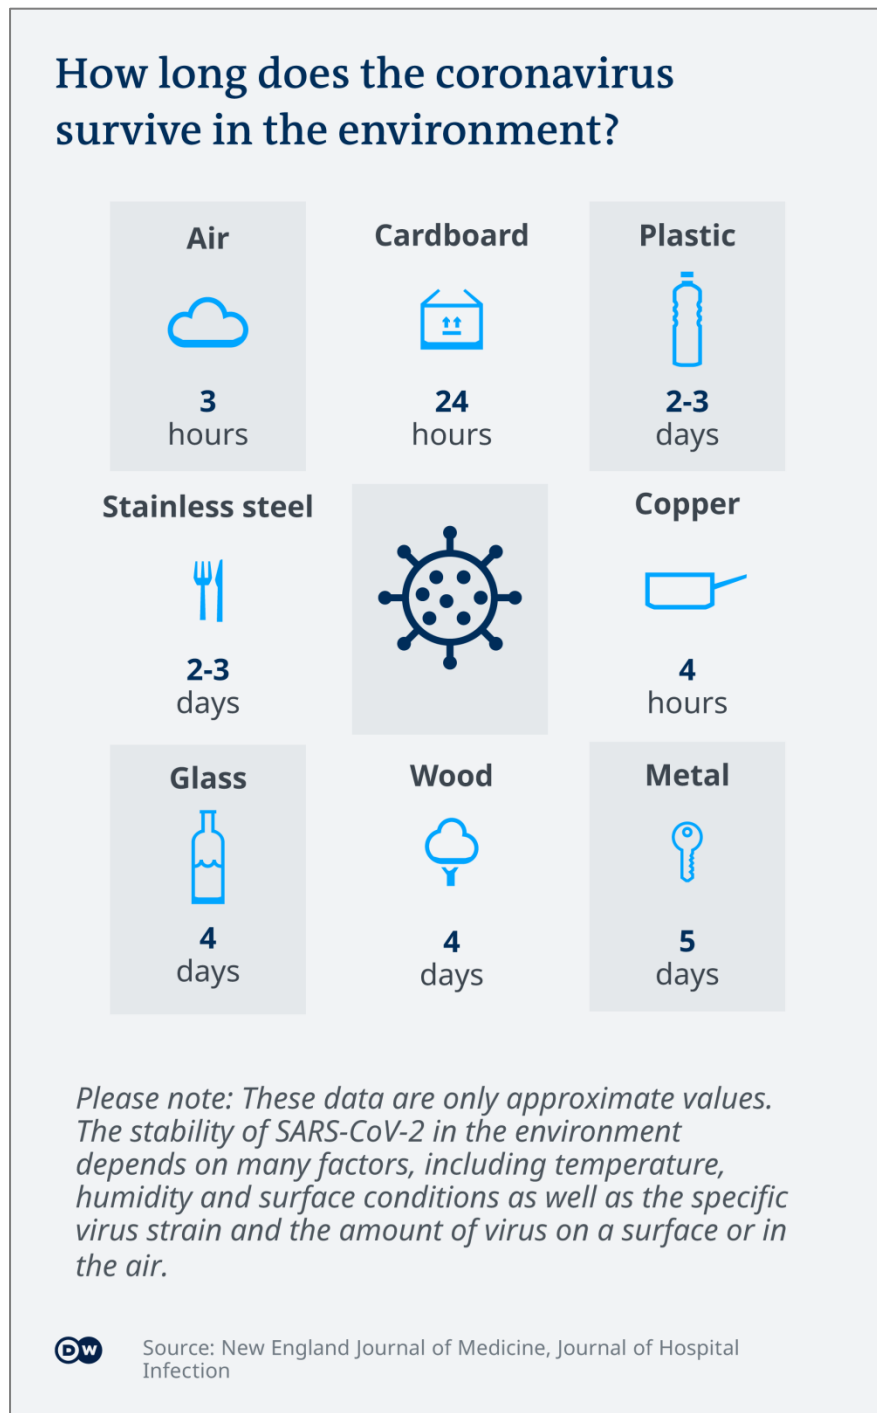 How long does the coronavirus
survive in the environment?
Air
3
hours
Cardboard
24
hours
Plastic
2-3
days
Stainless steel
2-3
days
Copper
4
hours
Glass
4
days
Wood
4
days
Metal
5
days
Please note: These data are only approximate values.
The stability of SARS-CoV-2 in the environment
depends on many factors, including temperature,
humidity and surface conditions as well as the specific
virus strain and the amount of virus on a surface or in
the air.
DW
Source: New England Journal of Medicine, Journal of Hospital
Infection